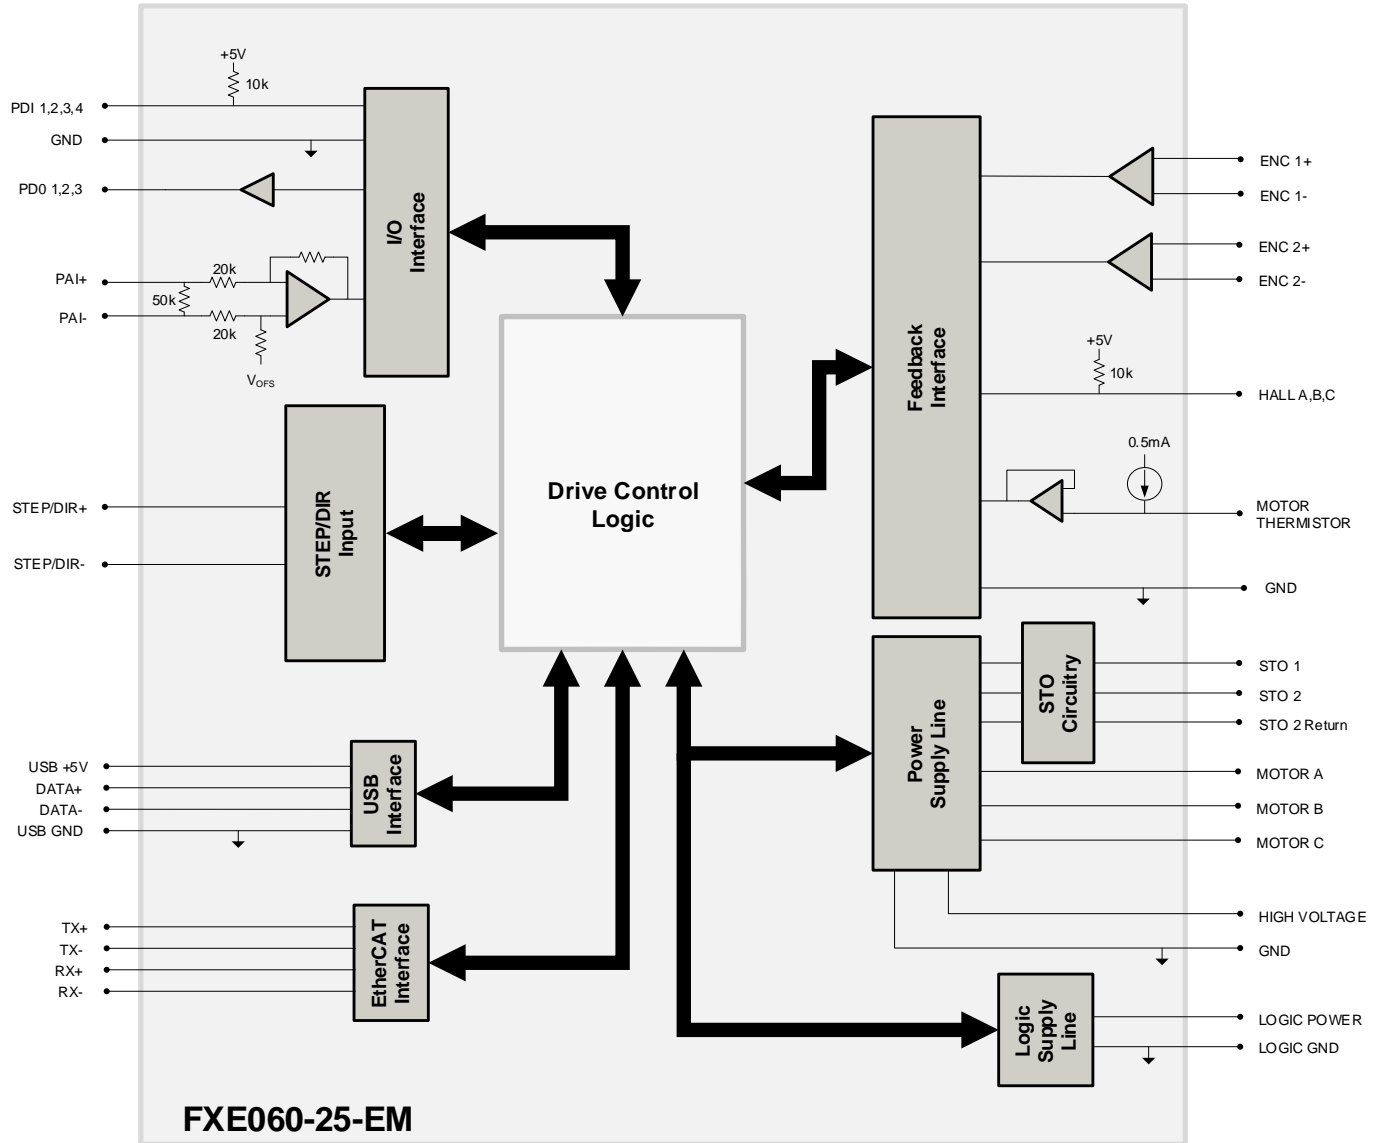 +5V
10k
PDI 1,2,3,4
GND
PD0 1,2,3
I/O
Interface
PAI+
20k
50k
PAI-
20k
VOFS
STEP/DIR+
STEP/DIR-
STEP/DIR
Input
Drive Control
Logic
Feedback
Interface
ENC 1+
ENC 1-
ENC 2+
ENC 2-
+5V
10k
HALL A,B,C
0.5mA
MOTOR
THERMISTOR
GND
Power
Supply Line
STO
Circuitry
STO 1
STO 2
STO 2 Return
MOTOR A
MOTOR B
MOTOR C
HIGH VOLTAGE
GND
USB +5V
DATA+
DATA-
USB GND
USB
Interface
TX+
TX-
RX+
RX-
EtherCAT
Interface
Logic
Supply
Line
LOGIC POWER
LOGIC GND
FXE060-25-EM